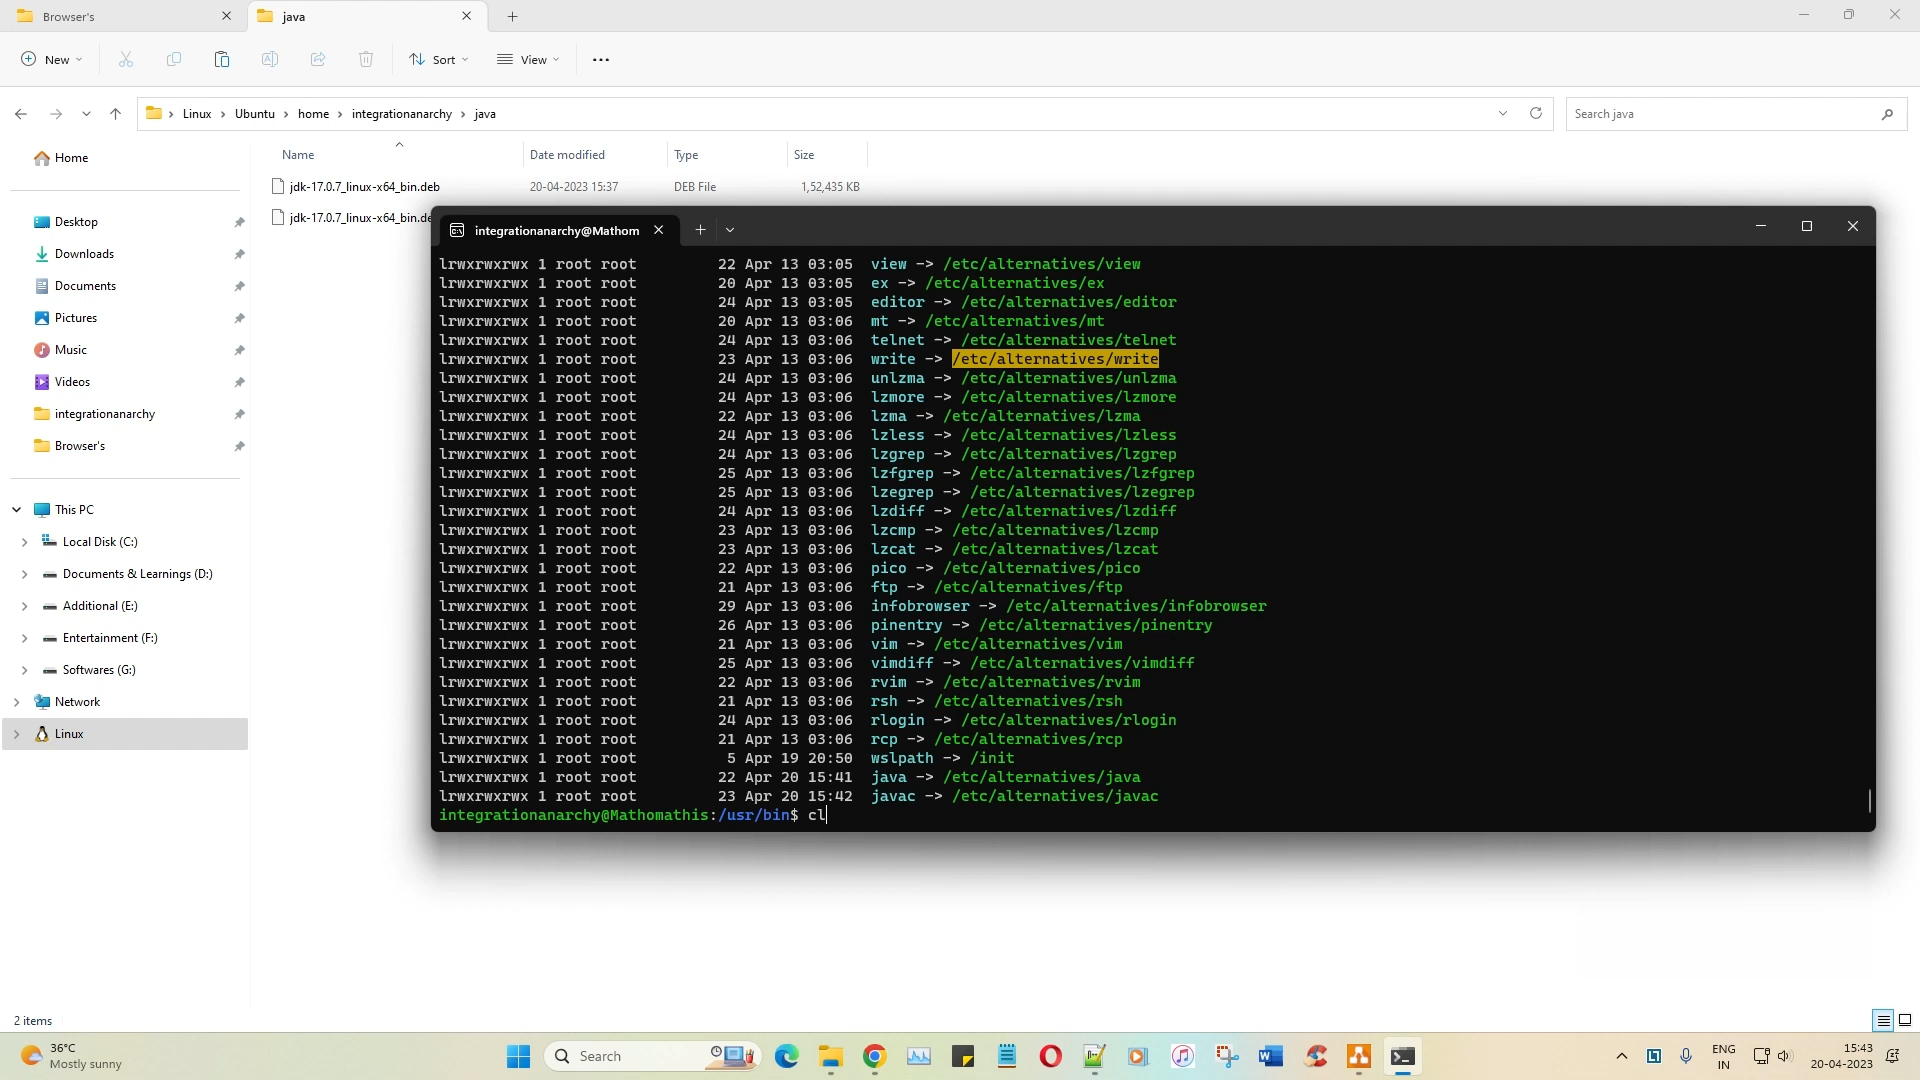 Browser's
java
New
Sort
View
Linux
Ubuntu
home
integrationanarchy
java
Search java
Name
Date modified
Type
Size
jdk-17.0.7_linux-x64_bin.deb
20-04-2023 15:37
DEB File
1,52,435 KB
jdk-17.0.7_linux-x64_bin.de
Home
Desktop
Downloads
Documents
Pictures
Music
Videos
integrationanarchy
Browser's
This PC
Local Disk (C:)
Documents & Learnings (D:)
Additional (E:)
Entertainment (F:)
Softwares (G:)
Network
Linux
2 items
integrationanarchy@Mathom
lrwxrwxrwx 1 root root 22 Apr 13 03:05 view -> /etc/alternatives/view
lrwxrwxrwx 1 root root 20 Apr 13 03:05 ex -> /etc/alternatives/ex
lrwxrwxrwx 1 root root 24 Apr 13 03:05 editor -> /etc/alternatives/editor
lrwxrwxrwx 1 root root 20 Apr 13 03:06 mt -> /etc/alternatives/mt
lrwxrwxrwx 1 root root 24 Apr 13 03:06 telnet -> /etc/alternatives/telnet
lrwxrwxrwx 1 root root 23 Apr 13 03:06 write -> /etc/alternatives/write
lrwxrwxrwx 1 root root 24 Apr 13 03:06 unlzma -> /etc/alternatives/unlzma
lrwxrwxrwx 1 root root 24 Apr 13 03:06 lzmore -> /etc/alternatives/lzmore
lrwxrwxrwx 1 root root 22 Apr 13 03:06 lzma -> /etc/alternatives/lzma
lrwxrwxrwx 1 root root 24 Apr 13 03:06 lzless -> /etc/alternatives/lzless
lrwxrwxrwx 1 root root 24 Apr 13 03:06 lzgrep -> /etc/alternatives/lzgrep
lrwxrwxrwx 1 root root 25 Apr 13 03:06 lzfgrep -> /etc/alternatives/lzfgrep
lrwxrwxrwx 1 root root 25 Apr 13 03:06 lzegrep -> /etc/alternatives/lzegrep
lrwxrwxrwx 1 root root 24 Apr 13 03:06 lzdiff -> /etc/alternatives/lzdiff
lrwxrwxrwx 1 root root 23 Apr 13 03:06 lzcmp -> /etc/alternatives/lzcmp
lrwxrwxrwx 1 root root 23 Apr 13 03:06 lzcat -> /etc/alternatives/lzcat
lrwxrwxrwx 1 root root 22 Apr 13 03:06 pico -> /etc/alternatives/pico
lrwxrwxrwx 1 root root 21 Apr 13 03:06 ftp -> /etc/alternatives/ftp
lrwxrwxrwx 1 root root 29 Apr 13 03:06 infobrowser -> /etc/alternatives/infobrowser
lrwxrwxrwx 1 root root 26 Apr 13 03:06 pinentry -> /etc/alternatives/pinentry
lrwxrwxrwx 1 root root 21 Apr 13 03:06 vim -> /etc/alternatives/vim
lrwxrwxrwx 1 root root 25 Apr 13 03:06 vimdiff -> /etc/alternatives/vimdiff
lrwxrwxrwx 1 root root 22 Apr 13 03:06 rvim -> /etc/alternatives/rvim
lrwxrwxrwx 1 root root 21 Apr 13 03:06 rsh -> /etc/alternatives/rsh
lrwxrwxrwx 1 root root 24 Apr 13 03:06 rlogin -> /etc/alternatives/rlogin
lrwxrwxrwx 1 root root 21 Apr 13 03:06 rcp -> /etc/alternatives/rcp
lrwxrwxrwx 1 root root 5 Apr 19 20:50 wslpath -> /init
lrwxrwxrwx 1 root root 22 Apr 20 15:41 java -> /etc/alternatives/java
lrwxrwxrwx 1 root root 23 Apr 20 15:42 javac -> /etc/alternatives/javac
integrationanarchy@Mathomathis:/usr/bin$ cl
36°C
Mostly sunny
Search
ENG
IN
15:43
20-04-2023